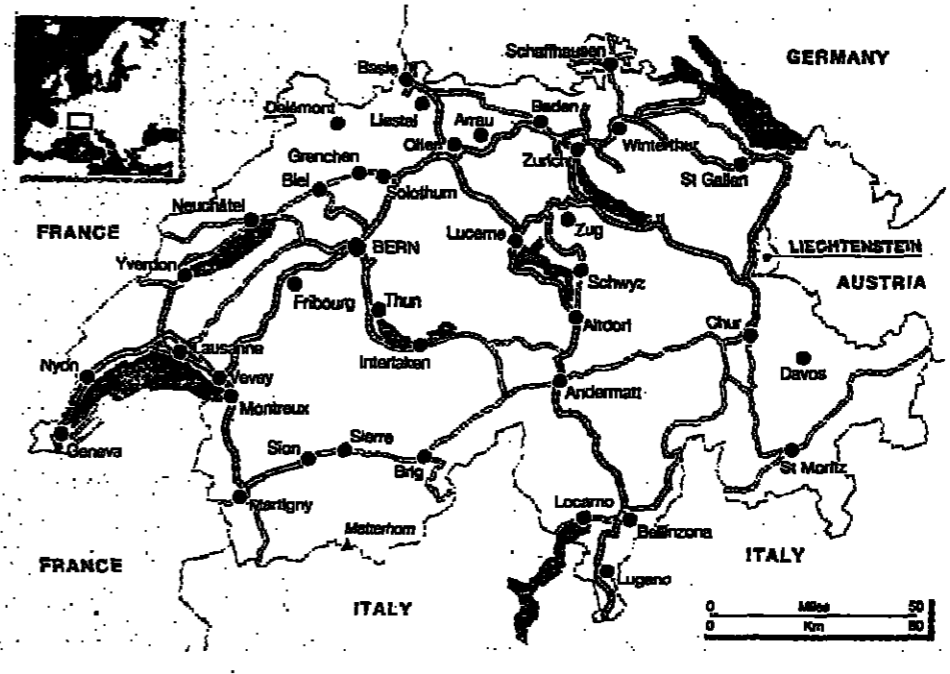 Schaffhausen
GERMANY
Basle
Delémont
Liestel
Arrau
Baden
Olten
Zurich
Winterthur
Grenchen
Biel
Solothurn
St Gallen
Neuchâtel
FRANCE
BERN
Lucerne
Zug
LIECHTENSTEIN
Yverdon
Schwyz
AUSTRIA
Fribourg
Thun
Altdorf
Chur
Lausanne
Interlaken
Nyon
Vevey
Davos
Andermatt
Montreux
Geneva
Sion
Sierre
Brig
St Moritz
Martigny
Locarno
Matterhorn
Bellinzona
FRANCE
ITALY
Lugano
ITALY
0 Miles 50
0 Km 80